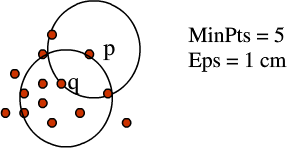 p
MinPts = 5
Eps = 1 cm
q